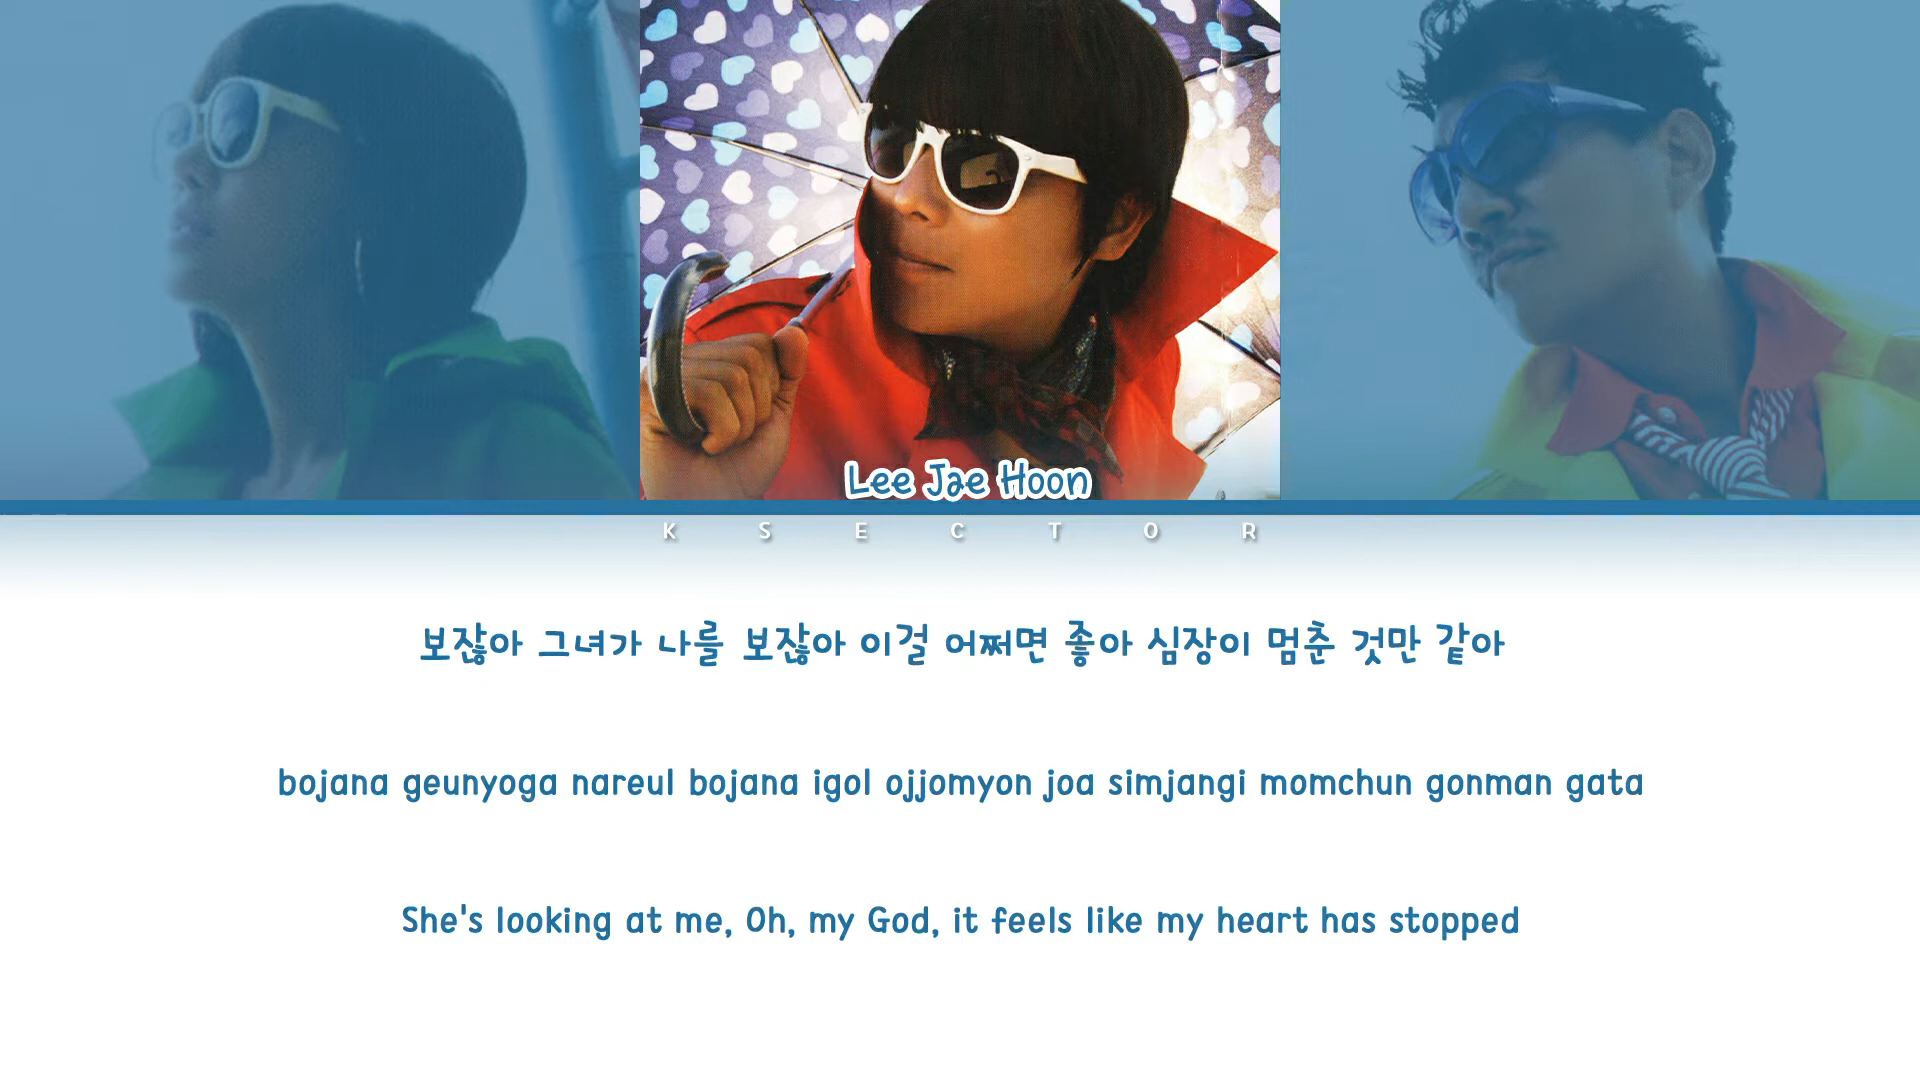 Lee Jae Hoon
K S E C T O R
보잖아 그녀가 나를 보잖아 이걸 어쩌면 좋아 심장이 멈춘 것만 같아
bojana geunyoga nareul bojana igol ojjomyon joa simjangi momchun gonman gata
She's looking at me, Oh, my God, it feels like my heart has stopped